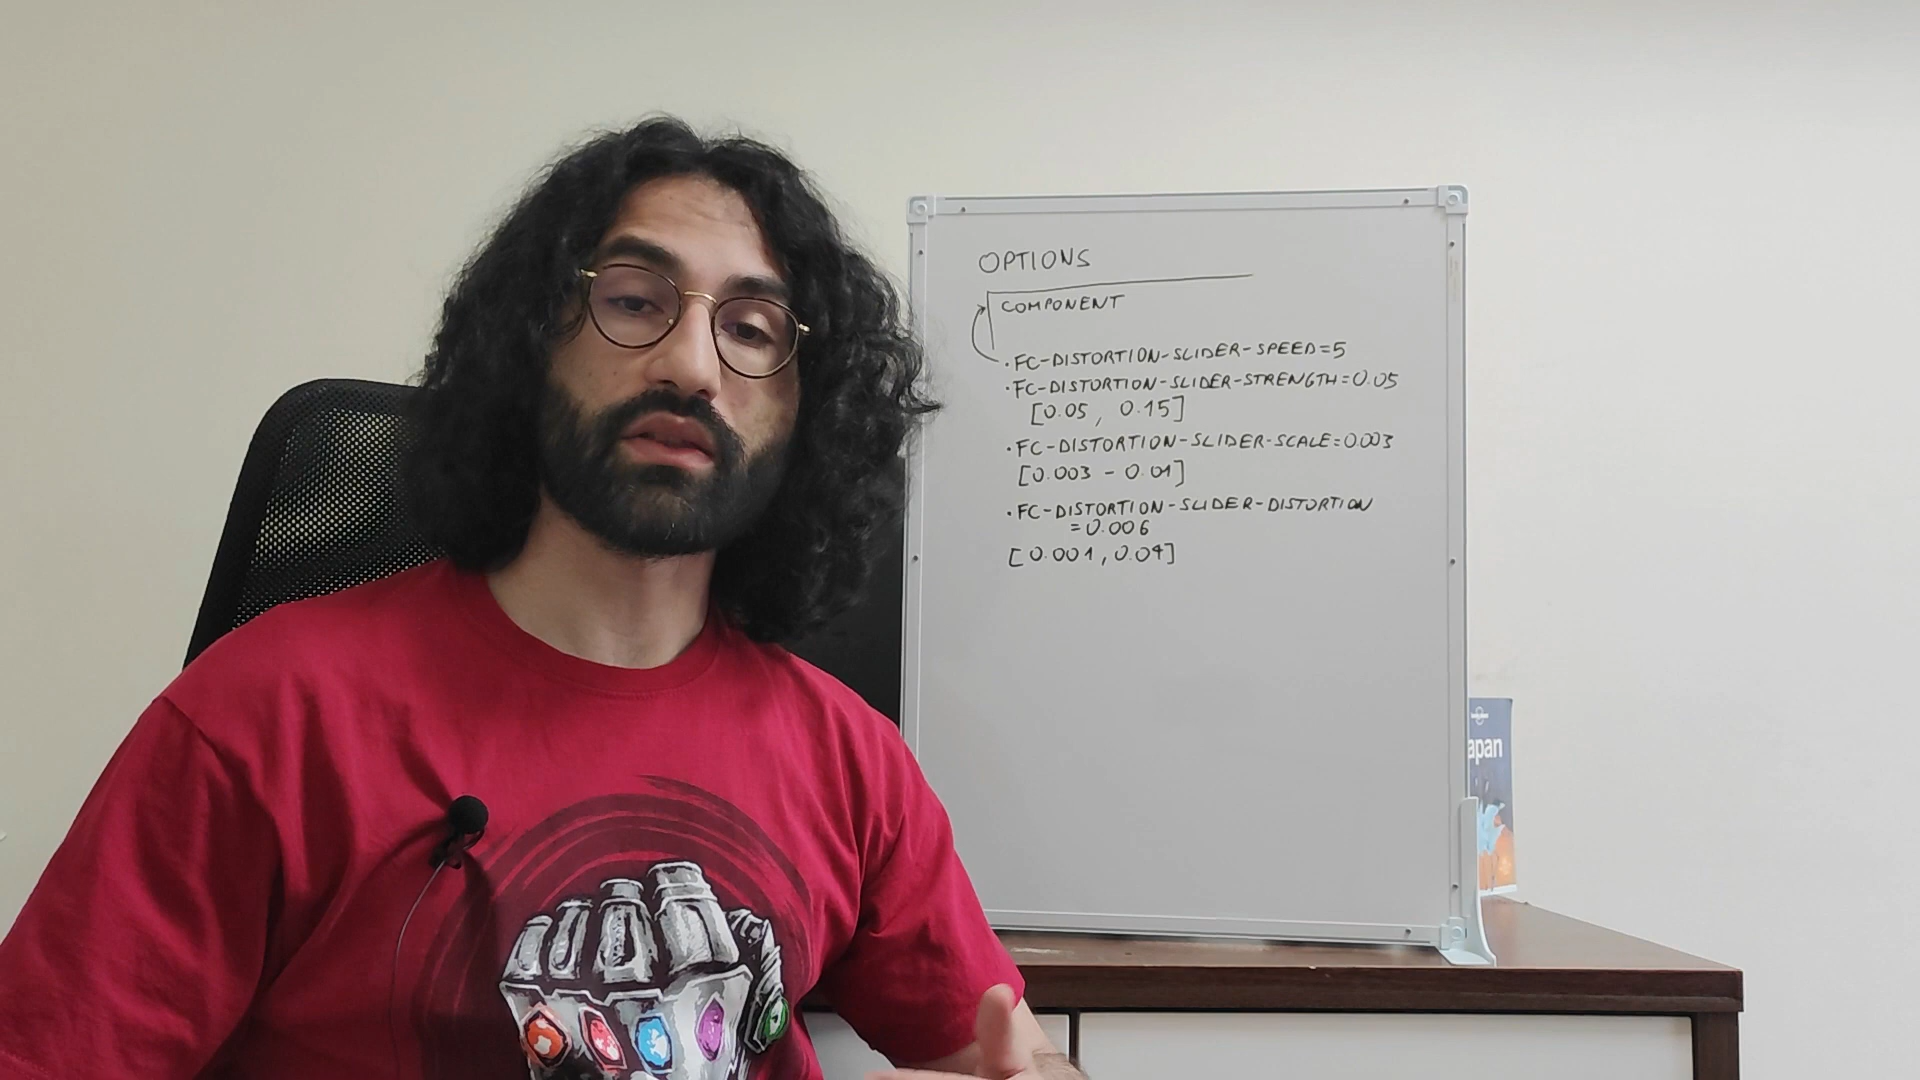 OPTIONS
COMPONENT
· FC-DISTORTION-SLIDER-SPEED=5
· FC-DISTORTION-SLIDER-STRENGTH=0.05
[0.05, 0.15]
· FC-DISTORTION-SLIDER-SCALE=0.003
[0.003 - 0.01]
· FC-DISTORTION-SLIDER-DISTORTION
=0.006
[0.001, 0.04]
apan